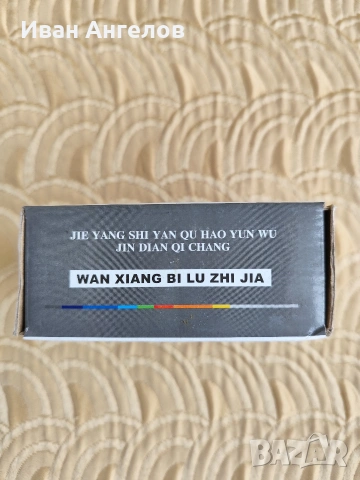 Иван Ангелов
JIE YANG SHI YAN QU HAO YUN WU
JIN DIAN QI CHANG
WAN XIANG BI LU ZHI JIA
BAZAR